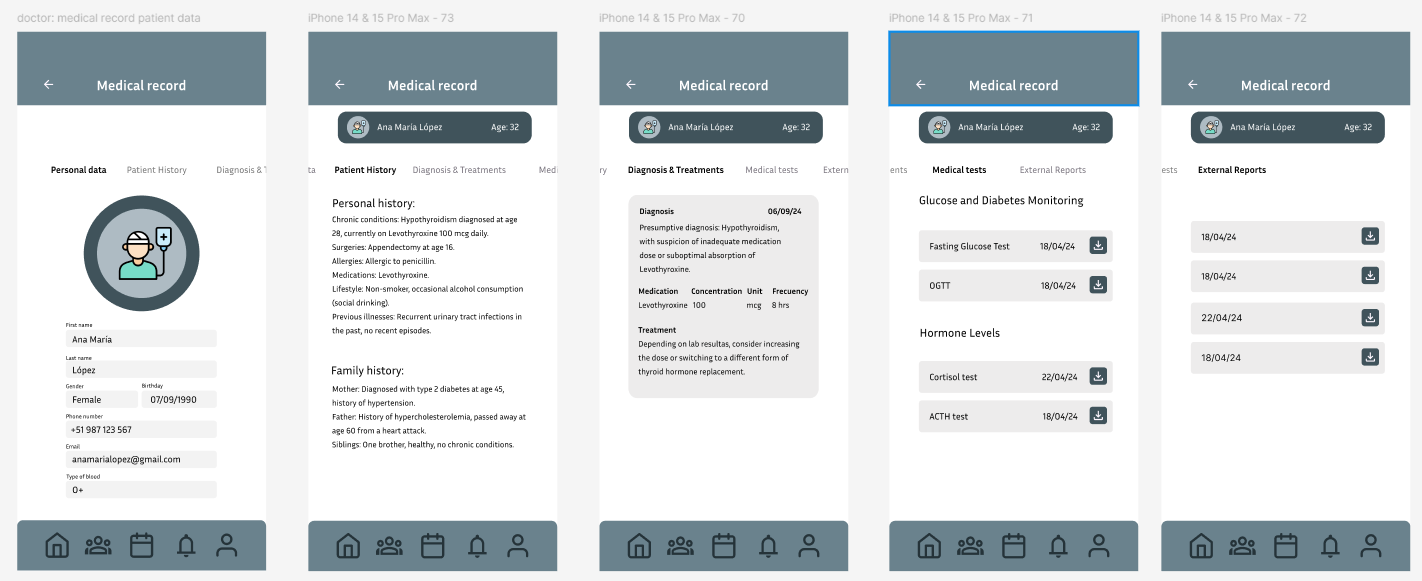 doctor: medical record patient data
Medical record
Personal data Patient History Diagnosis & T
First name
Ana María
Last name
López
Gender Birthday
Female 07/09/1990
Phone number
+51 987 123 567
Email
anamarialopez@gmail.com
Type of blood
O+
iPhone 14 & 15 Pro Max - 73
Medical record
Ana María López Age: 32
ta Patient History Diagnosis & Treatments Medi
Personal history:
Chronic conditions: Hypothyroidism diagnosed at age
28, currently on Levothyroxine 100 mcg daily.
Surgeries: Appendectomy at age 16.
Allergies: Allergic to penicillin.
Medications: Levothyroxine.
Lifestyle: Non-smoker, occasional alcohol consumption
(social drinking).
Previous illnesses: Recurrent urinary tract infections in
the past, no recent episodes.
Family history:
Mother: Diagnosed with type 2 diabetes at age 45,
history of hypertension.
Father: History of hypercholesterolemia, passed away at
age 60 from a heart attack.
Siblings: One brother, healthy, no chronic conditions.
iPhone 14 & 15 Pro Max - 70
Medical record
Ana María López Age: 32
ry Diagnosis & Treatments Medical tests Extern
Diagnosis 06/09/24
Presumptive diagnosis: Hypothyroidism,
with suspicion of inadequate medication
dose or suboptimal absorption of
Levothyroxine.
Medication Concentration Unit Frecuency
Levothyroxine 100 mcg 8 hrs
Treatment
Depending on lab resultas, consider increasing
the dose or switching to a different form of
thyroid hormone replacement.
iPhone 14 & 15 Pro Max - 71
Medical record
Ana María López Age: 32
ents Medical tests External Reports
Glucose and Diabetes Monitoring
Fasting Glucose Test 18/04/24
OGTT 18/04/24
Hormone Levels
Cortisol test 22/04/24
ACTH test 18/04/24
iPhone 14 & 15 Pro Max - 72
Medical record
Ana María López Age: 32
ests External Reports
18/04/24
18/04/24
22/04/24
18/04/24